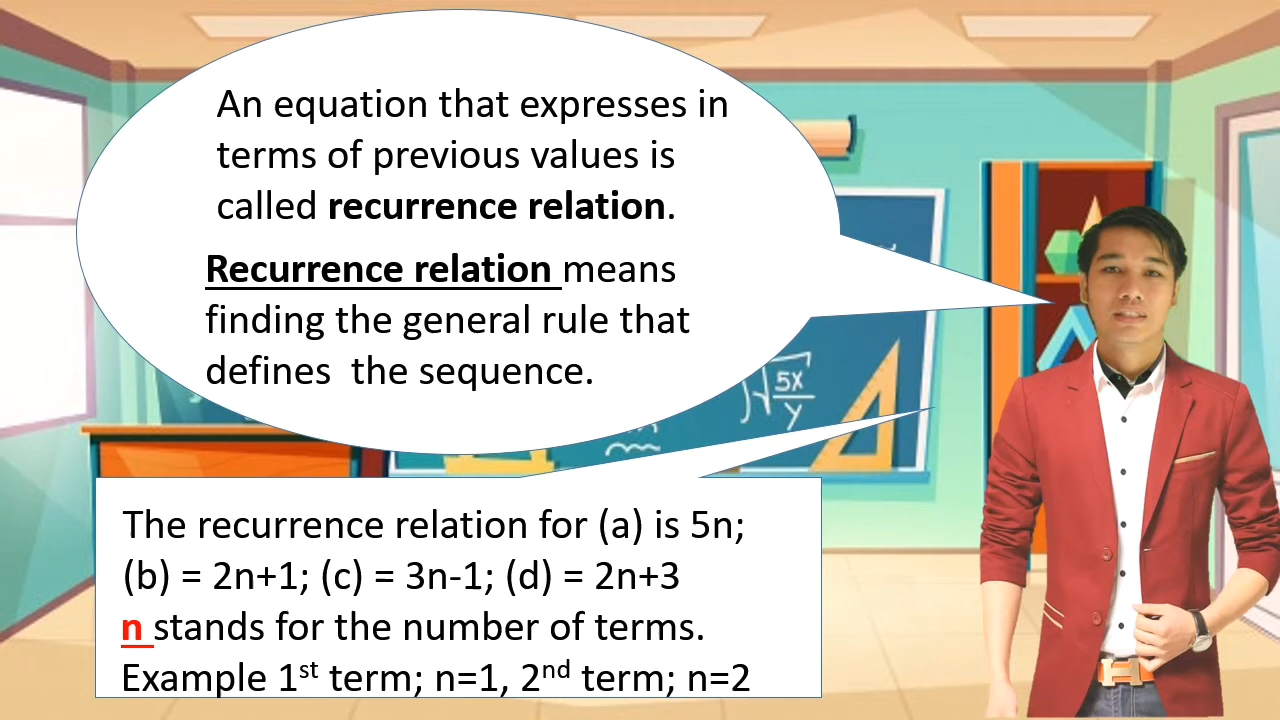 An equation that expresses in
terms of previous values is
called recurrence relation.
Recurrence relation means
finding the general rule that
defines  the sequence.
5x
y
The recurrence relation for (a) is 5n;
(b) = 2n+1; (c) = 3n-1; (d) = 2n+3
n stands for the number of terms.
Example 1st term; n=1, 2nd term; n=2